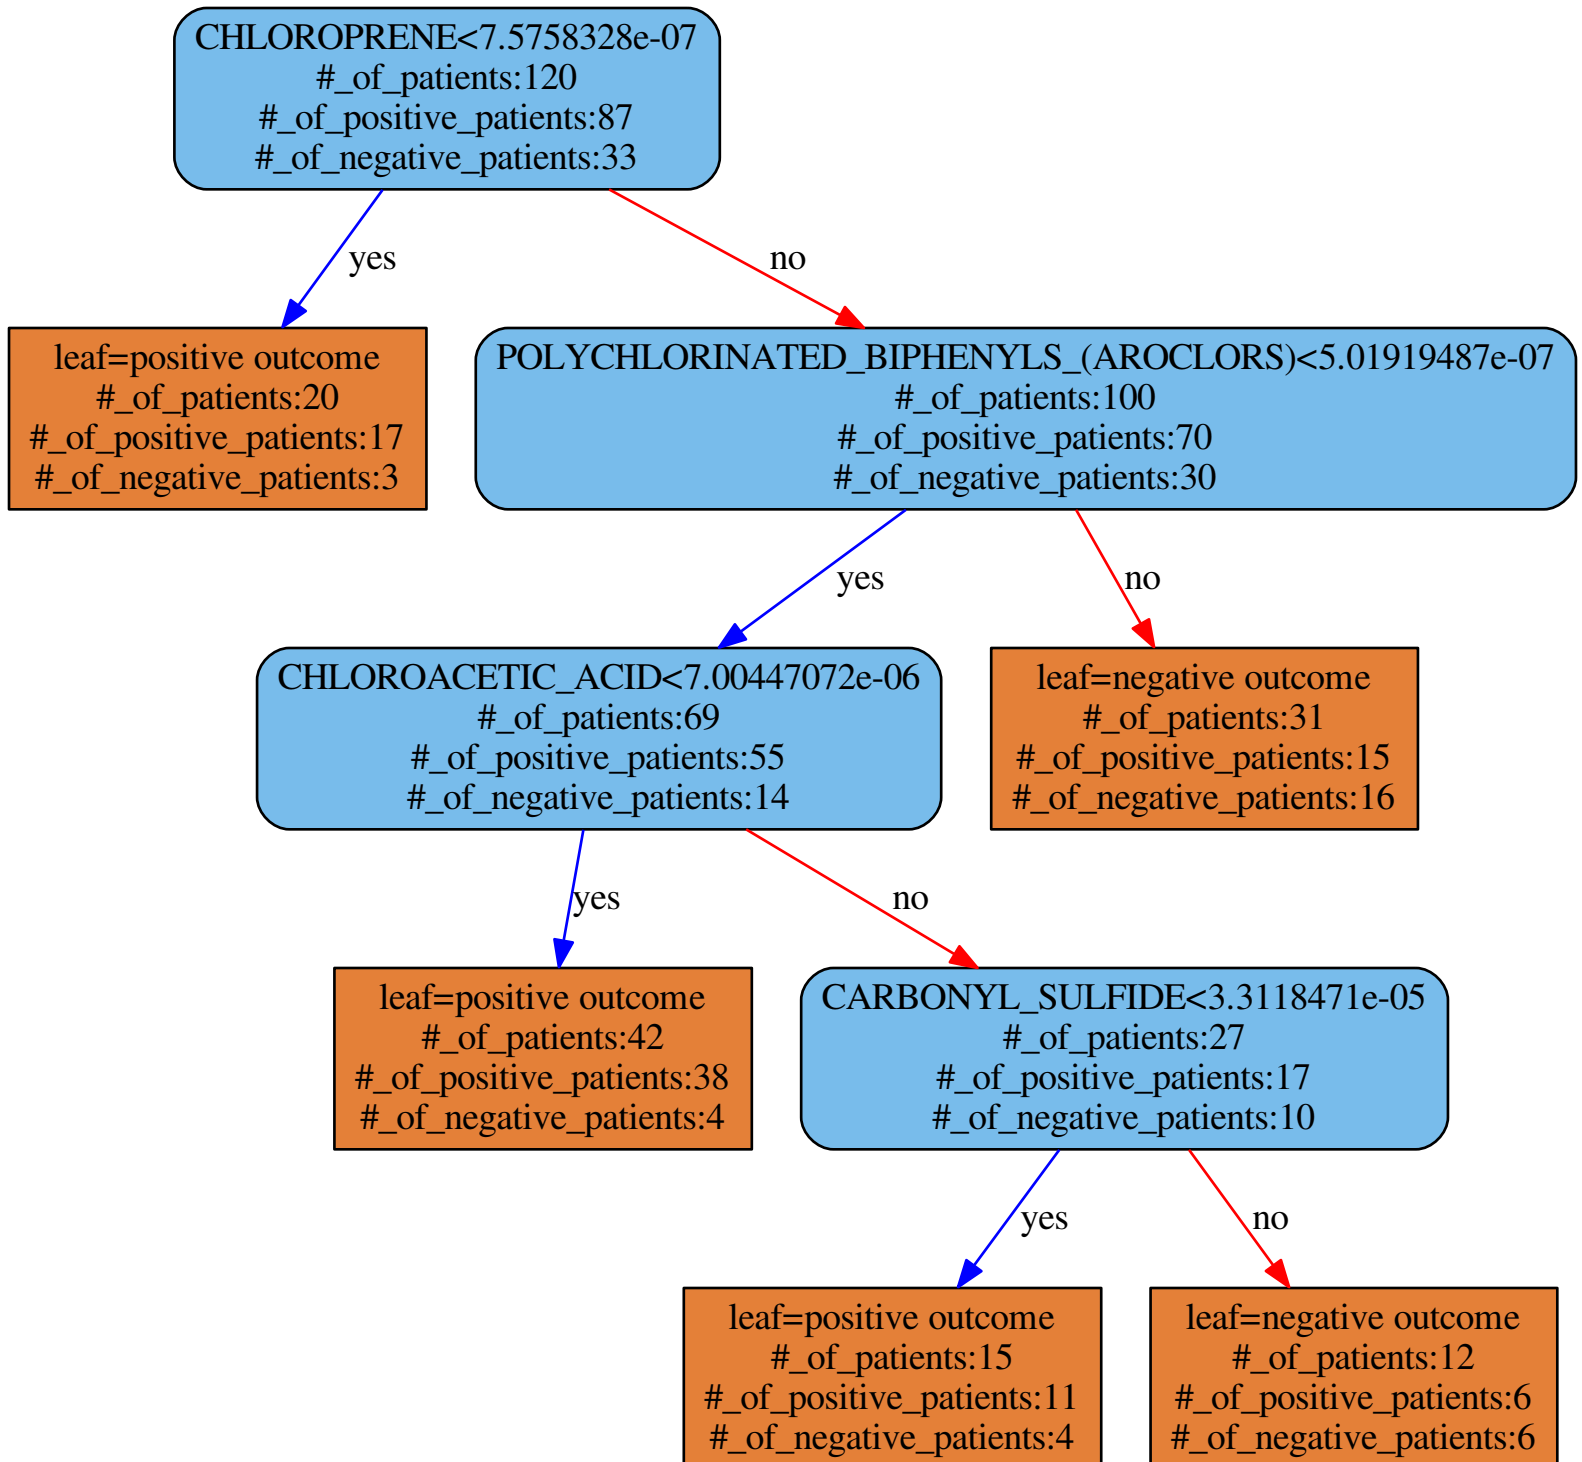 CHLOROPRENE<7.5758328e-07
#_of_patients:120
#_of_positive_patients:87
#_of_negative_patients:33
yes
no
leaf=positive outcome
#_of_patients:20
#_of_positive_patients:17
#_of_negative_patients:3
POLYCHLORINATED_BIPHENYLS_(AROCLORS)<5.01919487e-07
#_of_patients:100
#_of_positive_patients:70
#_of_negative_patients:30
yes
no
CHLOROACETIC_ACID<7.00447072e-06
#_of_patients:69
#_of_positive_patients:55
#_of_negative_patients:14
leaf=negative outcome
#_of_patients:31
#_of_positive_patients:15
#_of_negative_patients:16
yes
no
leaf=positive outcome
#_of_patients:42
#_of_positive_patients:38
#_of_negative_patients:4
CARBONYL_SULFIDE<3.3118471e-05
#_of_patients:27
#_of_positive_patients:17
#_of_negative_patients:10
yes
no
leaf=positive outcome
#_of_patients:15
#_of_positive_patients:11
#_of_negative_patients:4
leaf=negative outcome
#_of_patients:12
#_of_positive_patients:6
#_of_negative_patients:6